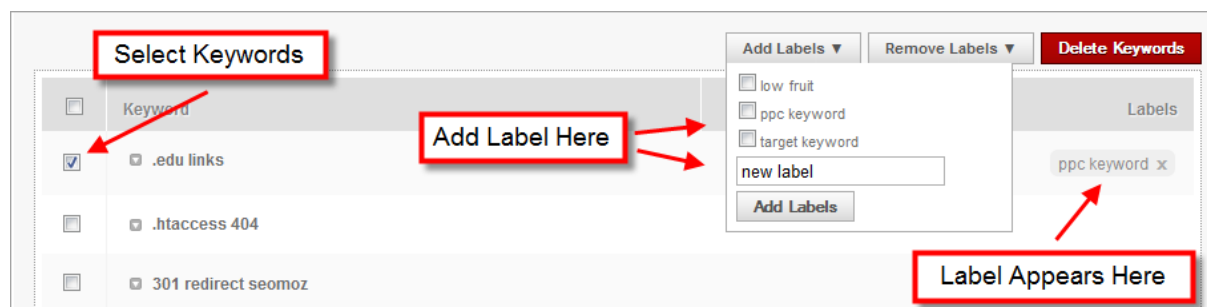 Select Keywords
Add Labels ▼ Remove Labels ▼ Delete Keywords
Keyword
Labels
low fruit
ppc keyword
target keyword
new label
Add Labels
Add Label Here
.edu links
ppc keyword x
.htaccess 404
301 redirect seomoz
Label Appears Here